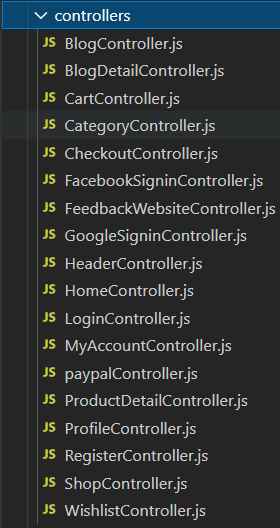 controllers
JS BlogController.js
JS BlogDetailController.js
JS CartController.js
JS CategoryController.js
JS CheckoutController.js
JS FacebookSigninController.js
JS FeedbackWebsiteController.js
JS GoogleSigninController.js
JS HeaderController.js
JS HomeController.js
JS LoginController.js
JS MyAccountController.js
JS paypalController.js
JS ProductDetailController.js
JS ProfileController.js
JS RegisterController.js
JS ShopController.js
JS WishlistController.js